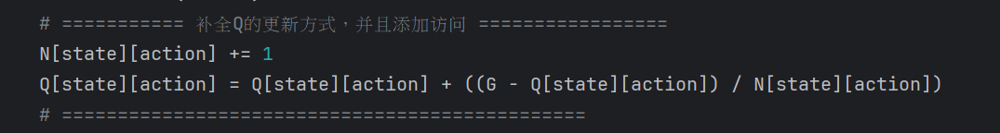 # =========== 补全Q的更新方式，并且添加访问 =================
N[state][action] += 1
Q[state][action] = Q[state][action] + ((G - Q[state][action]) / N[state][action])
# ===============================================